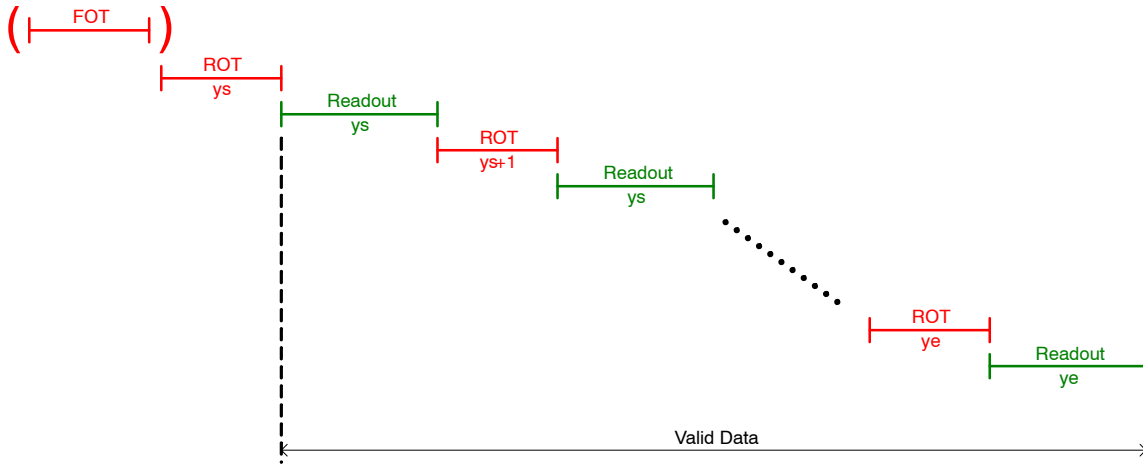 ( FOT )
ROT
ys
Readout
ys
ROT
ys+1
Readout
ys
ROT
ye
Readout
ye
Valid Data